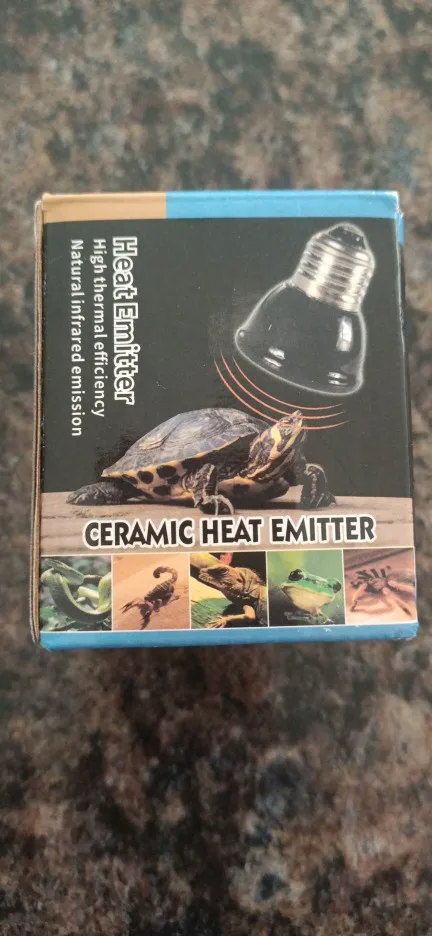 Heat Emitter
High thermal efficiency
Natural infrared emission
CERAMIC HEAT EMITTER